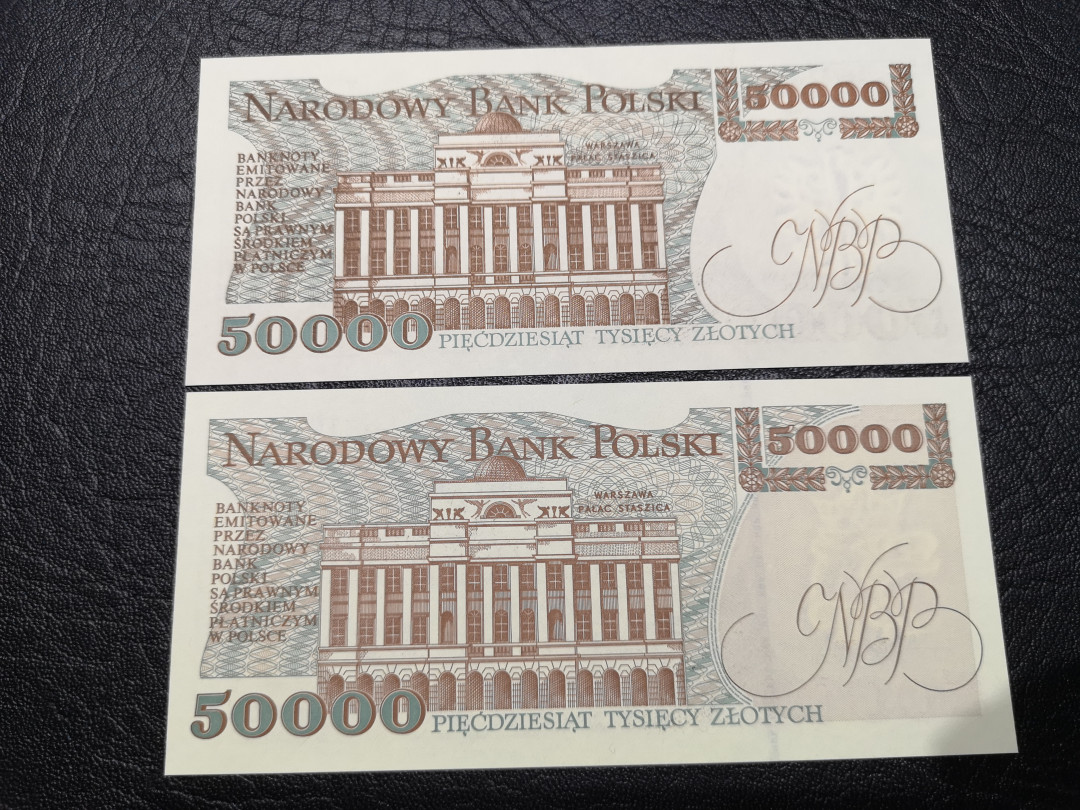 NARODOWY BANK POLSKI
50000
WARSZAWA
PAŁAC STASZICA
BANKNOTY
EMITOWANE
PRZEZ
NARODOWY
BANK
POLSKI
SĄ PRAWNYM
ŚRODKIEM
PŁATNICZYM
W POLSCE
NBP
50000
PIĘĆDZIESIĄT TYSIĘCY ZŁOTYCH
NARODOWY BANK POLSKI
50000
WARSZAWA
PAŁAC STASZICA
BANKNOTY
EMITOWANE
PRZEZ
NARODOWY
BANK
POLSKI
SĄ PRAWNYM
ŚRODKIEM
PŁATNICZYM
W POLSCE
NBP
50000
PIĘĆDZIESIĄT TYSIĘCY ZŁOTYCH